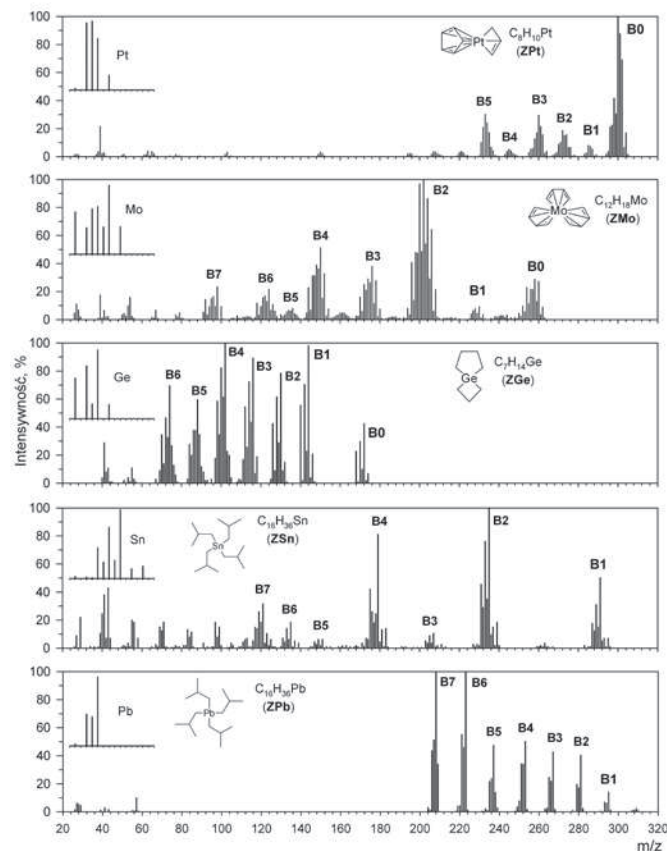 Intensywność, %
100
80
60
40
20
0
Pt
Pt
C₈H₁₀Pt
(ZPt)
B5
B4
B3
B2
B1
B0
100
80
60
40
20
0
Mo
Mo
C₁₂H₁₈Mo
(ZMo)
B7
B6
B5
B4
B3
B2
B1
B0
100
80
60
40
20
0
Ge
Ge
C₇H₁₄Ge
(ZGe)
B6
B5
B4
B3
B2
B1
B0
100
80
60
40
20
0
Sn
Sn
C₁₆H₃₆Sn
(ZSn)
B7
B6
B5
B4
B3
B2
B1
100
80
60
40
20
0
Pb
Pb
C₁₆H₃₆Pb
(ZPb)
B7
B6
B5
B4
B3
B2
B1
20 40 60 80 100 120 140 160 180 200 220 240 260 280 300 320
m/z